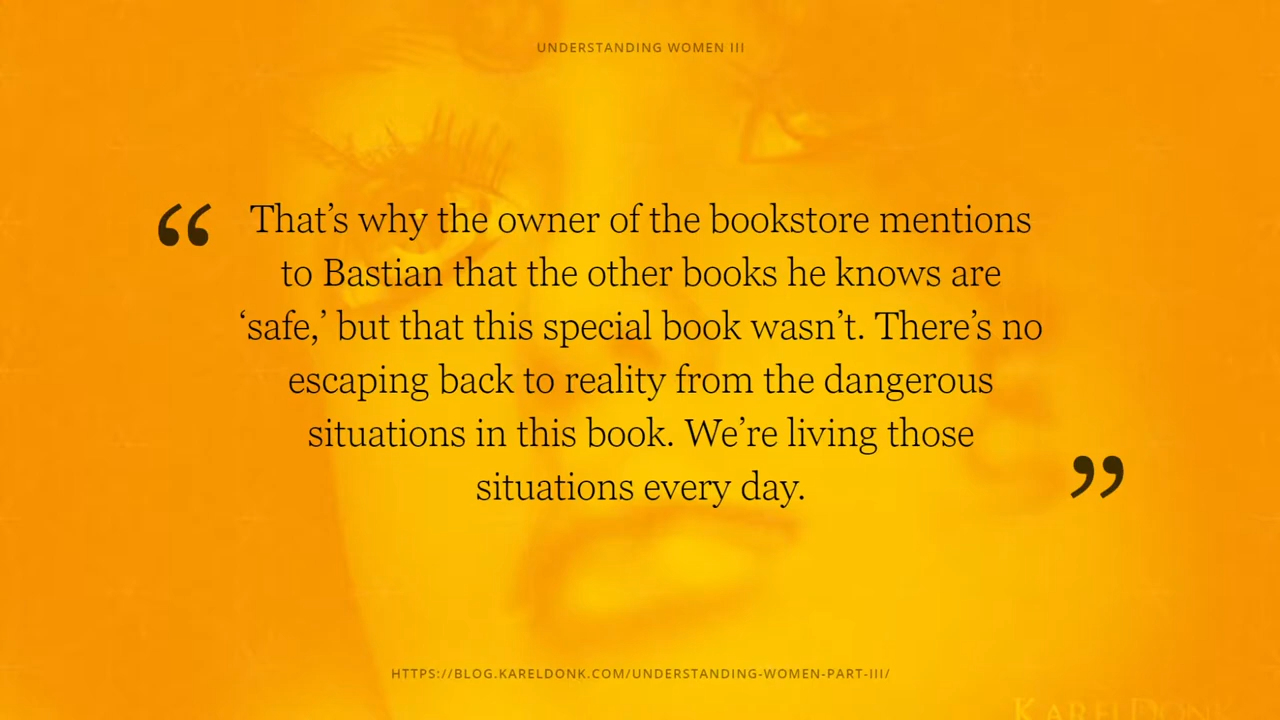 UNDERSTANDING WOMEN III
“ That’s why the owner of the bookstore mentions
to Bastian that the other books he knows are
‘safe,’ but that this special book wasn’t. There’s no
escaping back to reality from the dangerous
situations in this book. We’re living those
situations every day. ”
HTTPS://BLOG.KARELDONK.COM/UNDERSTANDING-WOMEN-PART-III/
KAREL DONK